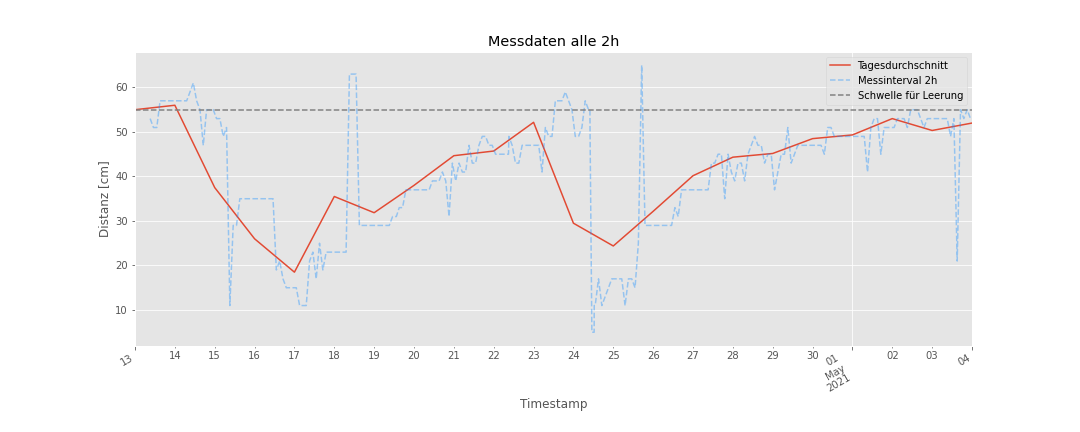 Messdaten alle 2h
Tagesdurchschnitt
Messinterval 2h
Schwelle für Leerung
60
50
40
30
20
10
Distanz [cm]
13 14 15 16 17 18 19 20 21 22 23 24 25 26 27 28 29 30 01 02 03 04
May
2021
Timestamp